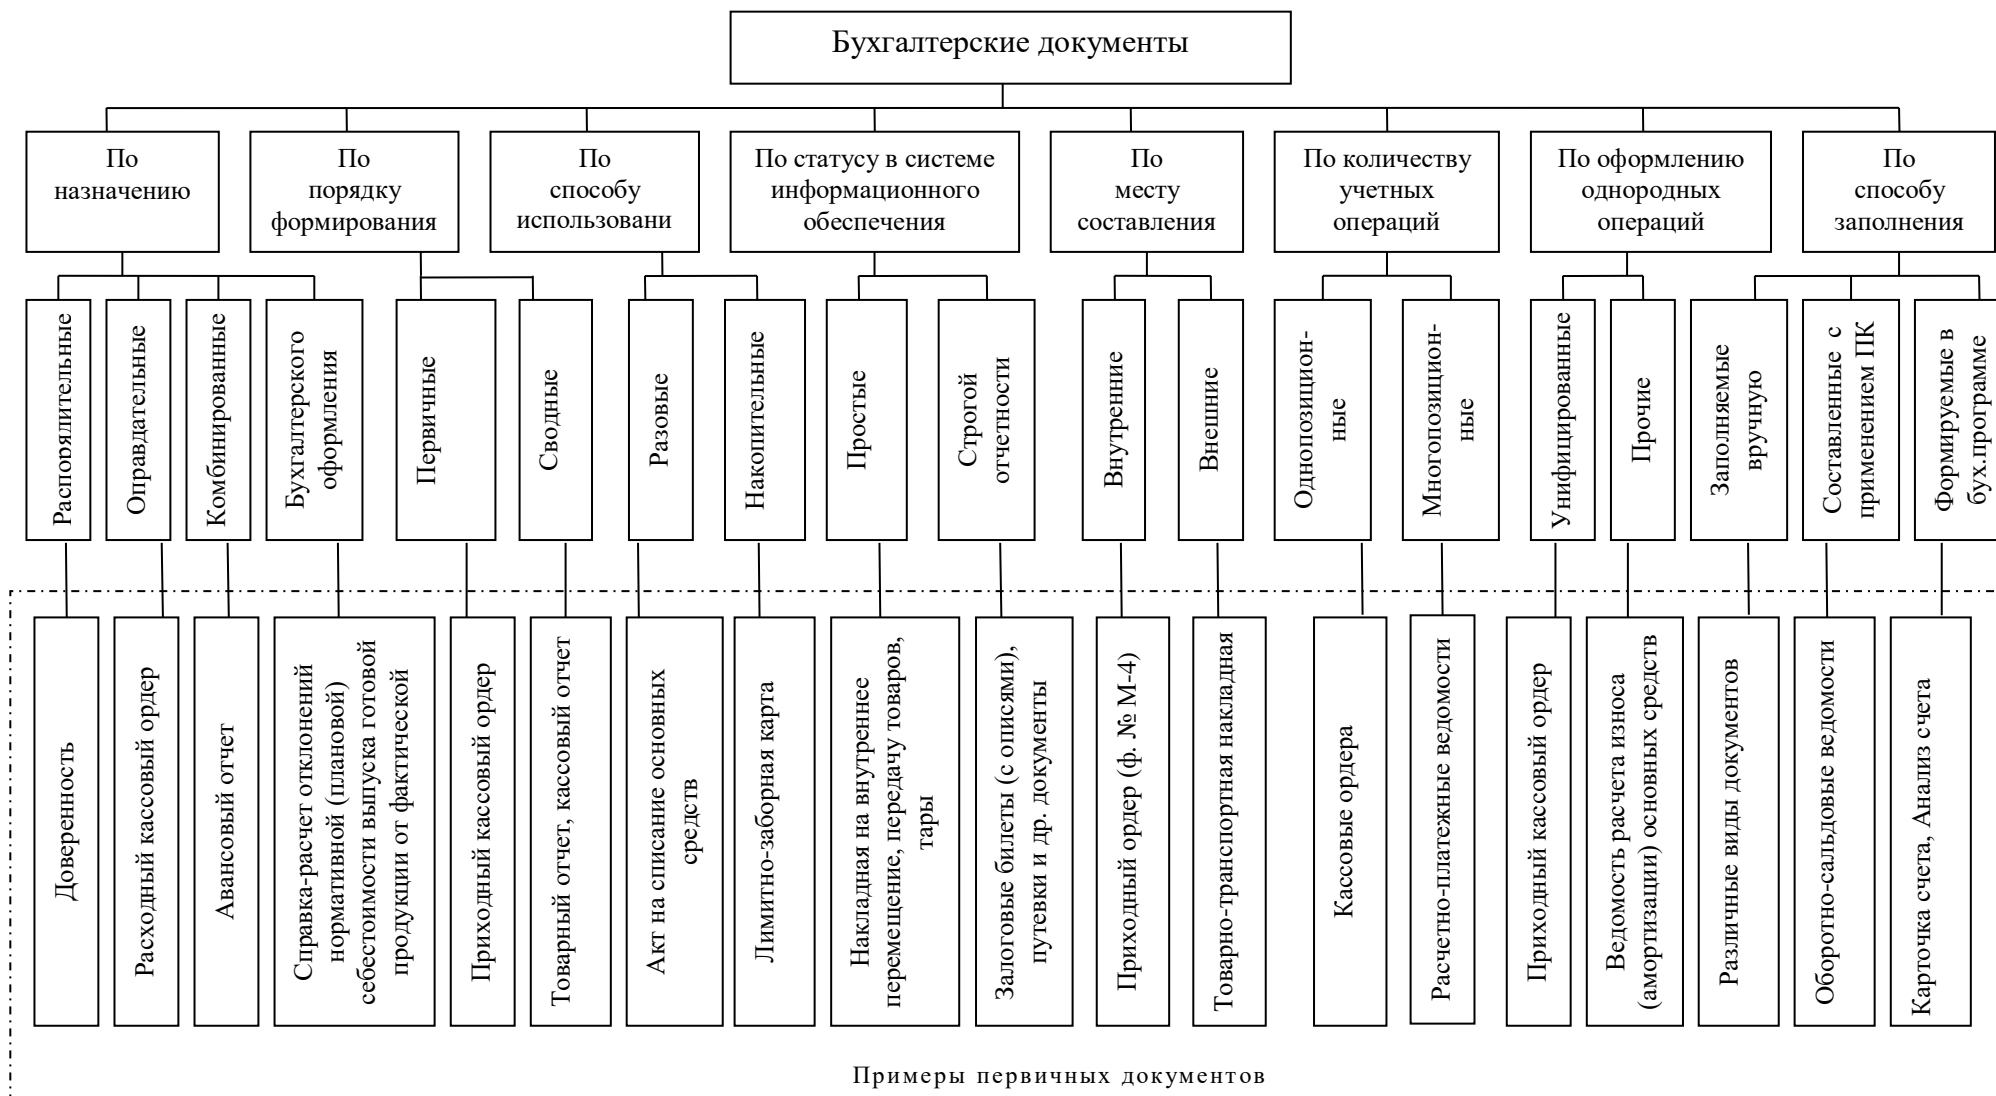 Бухгалтерские документы
По
назначению
По
порядку
формирования
По
способу
использовани
По статусу в системе
информационного
обеспечения
По
месту
составления
По количеству
учетных
операций
По оформлению
однородных
операций
По
способу
заполнения
Распорядительные
Оправдательные
Комбинированные
Бухгалтерского
оформления
Первичные
Сводные
Разовые
Накопительные
Простые
Строгой
отчетности
Внутренние
Внешние
Однопозицион-
ные
Многопозицион-
ные
Унифицированные
Прочие
Заполняемые
вручную
Составленные с
применением ПК
Формируемые в
бух.программе
Доверенность
Расходный кассовый ордер
Авансовый отчет
Справка-расчет отклонений
нормативной (плановой)
себестоимости выпуска готовой
продукции от фактической
Приходный кассовый ордер
Товарный отчет, кассовый отчет
Акт на списание основных
средств
Лимитно-заборная карта
Накладная на внутреннее
перемещение, передачу товаров,
тары
Залоговые билеты (с описями),
путевки и др. документы
Приходный ордер (ф. № М-4)
Товарно-транспортная накладная
Кассовые ордера
Расчетно-платежные ведомости
Приходный кассовый ордер
Ведомость расчета износа
(амортизации) основных средств
Различные виды документов
Оборотно-сальдовые ведомости
Карточка счета, Анализ счета
Примеры первичных документов